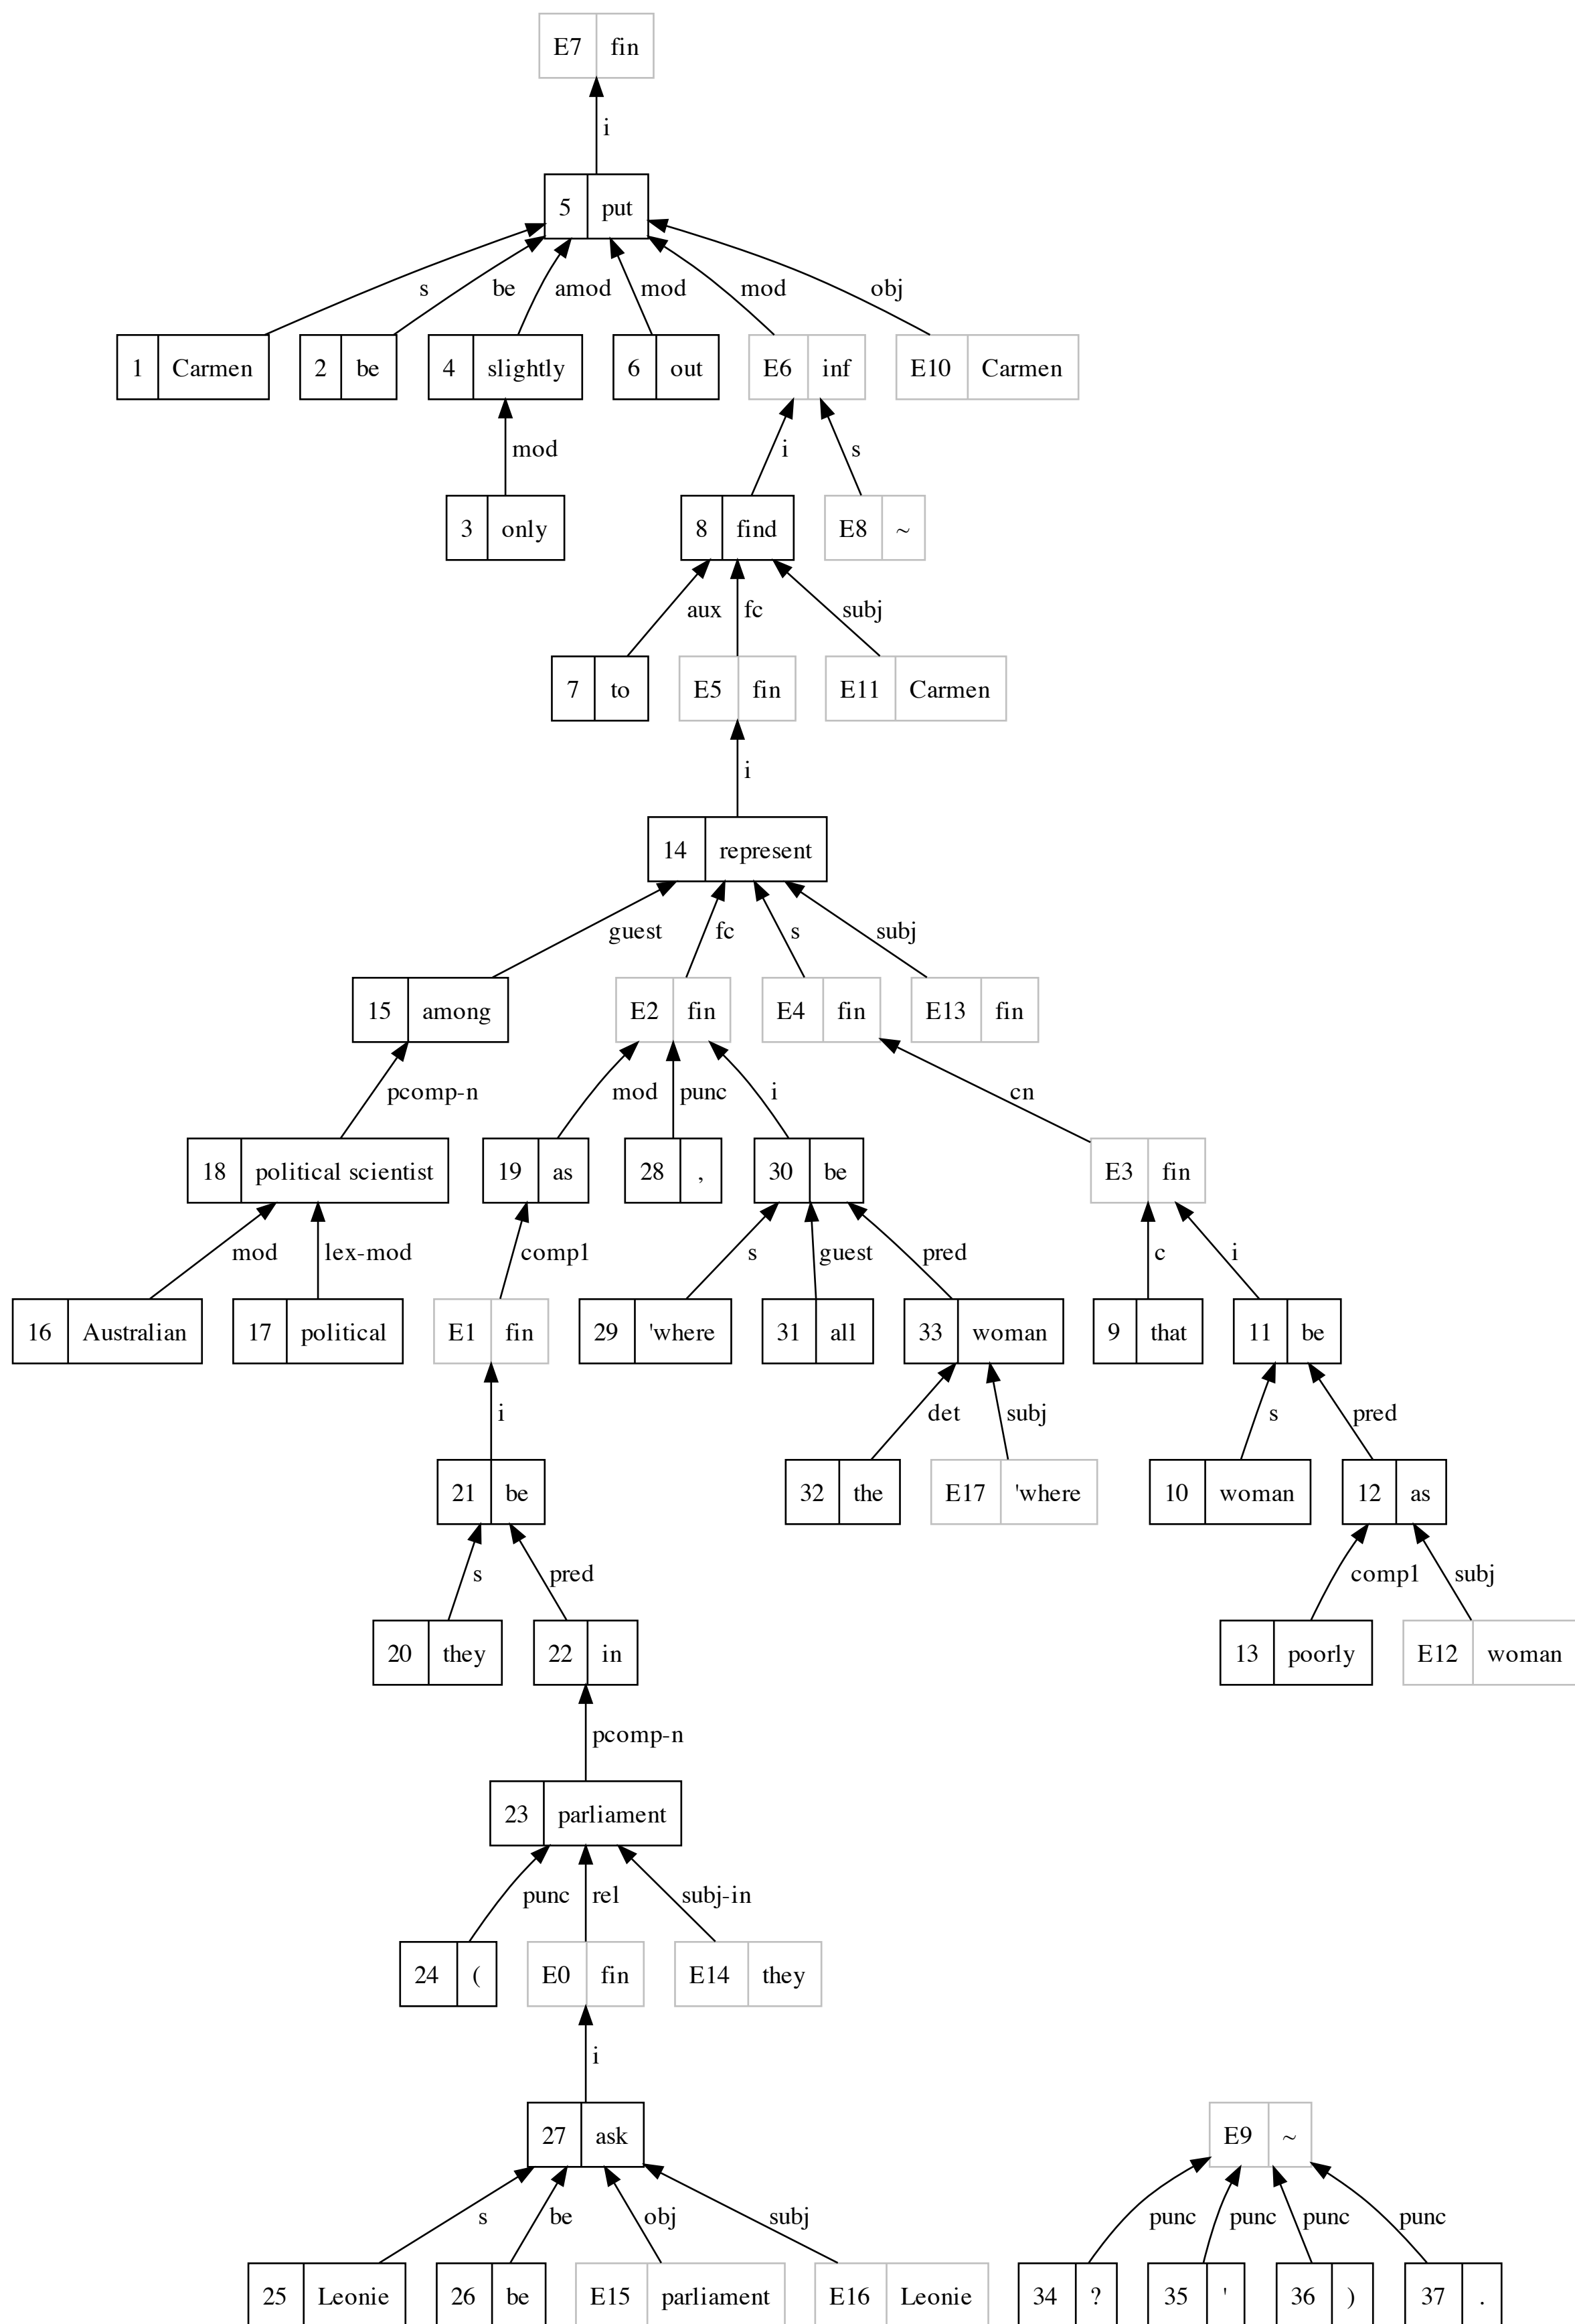 E7 fin
i
5 put
s be amod mod mod obj
1 Carmen 2 be 4 slightly 6 out E6 inf E10 Carmen
mod i s
3 only 8 find E8 ~
aux fc subj
7 to E5 fin E11 Carmen
i
14 represent
guest fc s subj
15 among E2 fin E4 fin E13 fin
pcomp-n mod punc i cn
18 political scientist 19 as 28 , 30 be E3 fin
mod lex-mod comp1 s guest pred c i
16 Australian 17 political E1 fin 29 'where 31 all 33 woman 9 that 11 be
i det subj s pred
21 be 32 the E17 'where 10 woman 12 as
s pred comp1 subj
20 they 22 in 13 poorly E12 woman
pcomp-n
23 parliament
punc rel subj-in
24 ( E0 fin E14 they
i
27 ask E9 ~
s be obj subj punc punc punc punc
25 Leonie 26 be E15 parliament E16 Leonie 34 ? 35 ' 36 ) 37 .